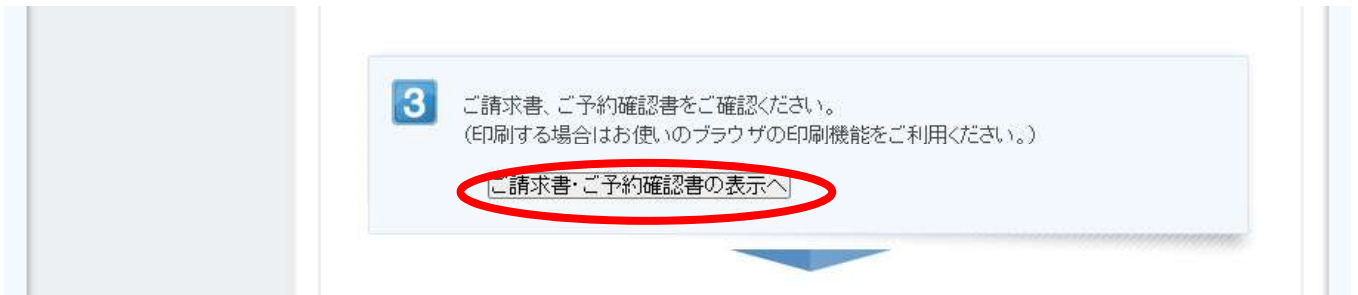 3
ご請求書、ご予約確認書をご確認ください。
(印刷する場合はお使いのブラウザの印刷機能をご利用ください。)
ご請求書・ご予約確認書の表示へ